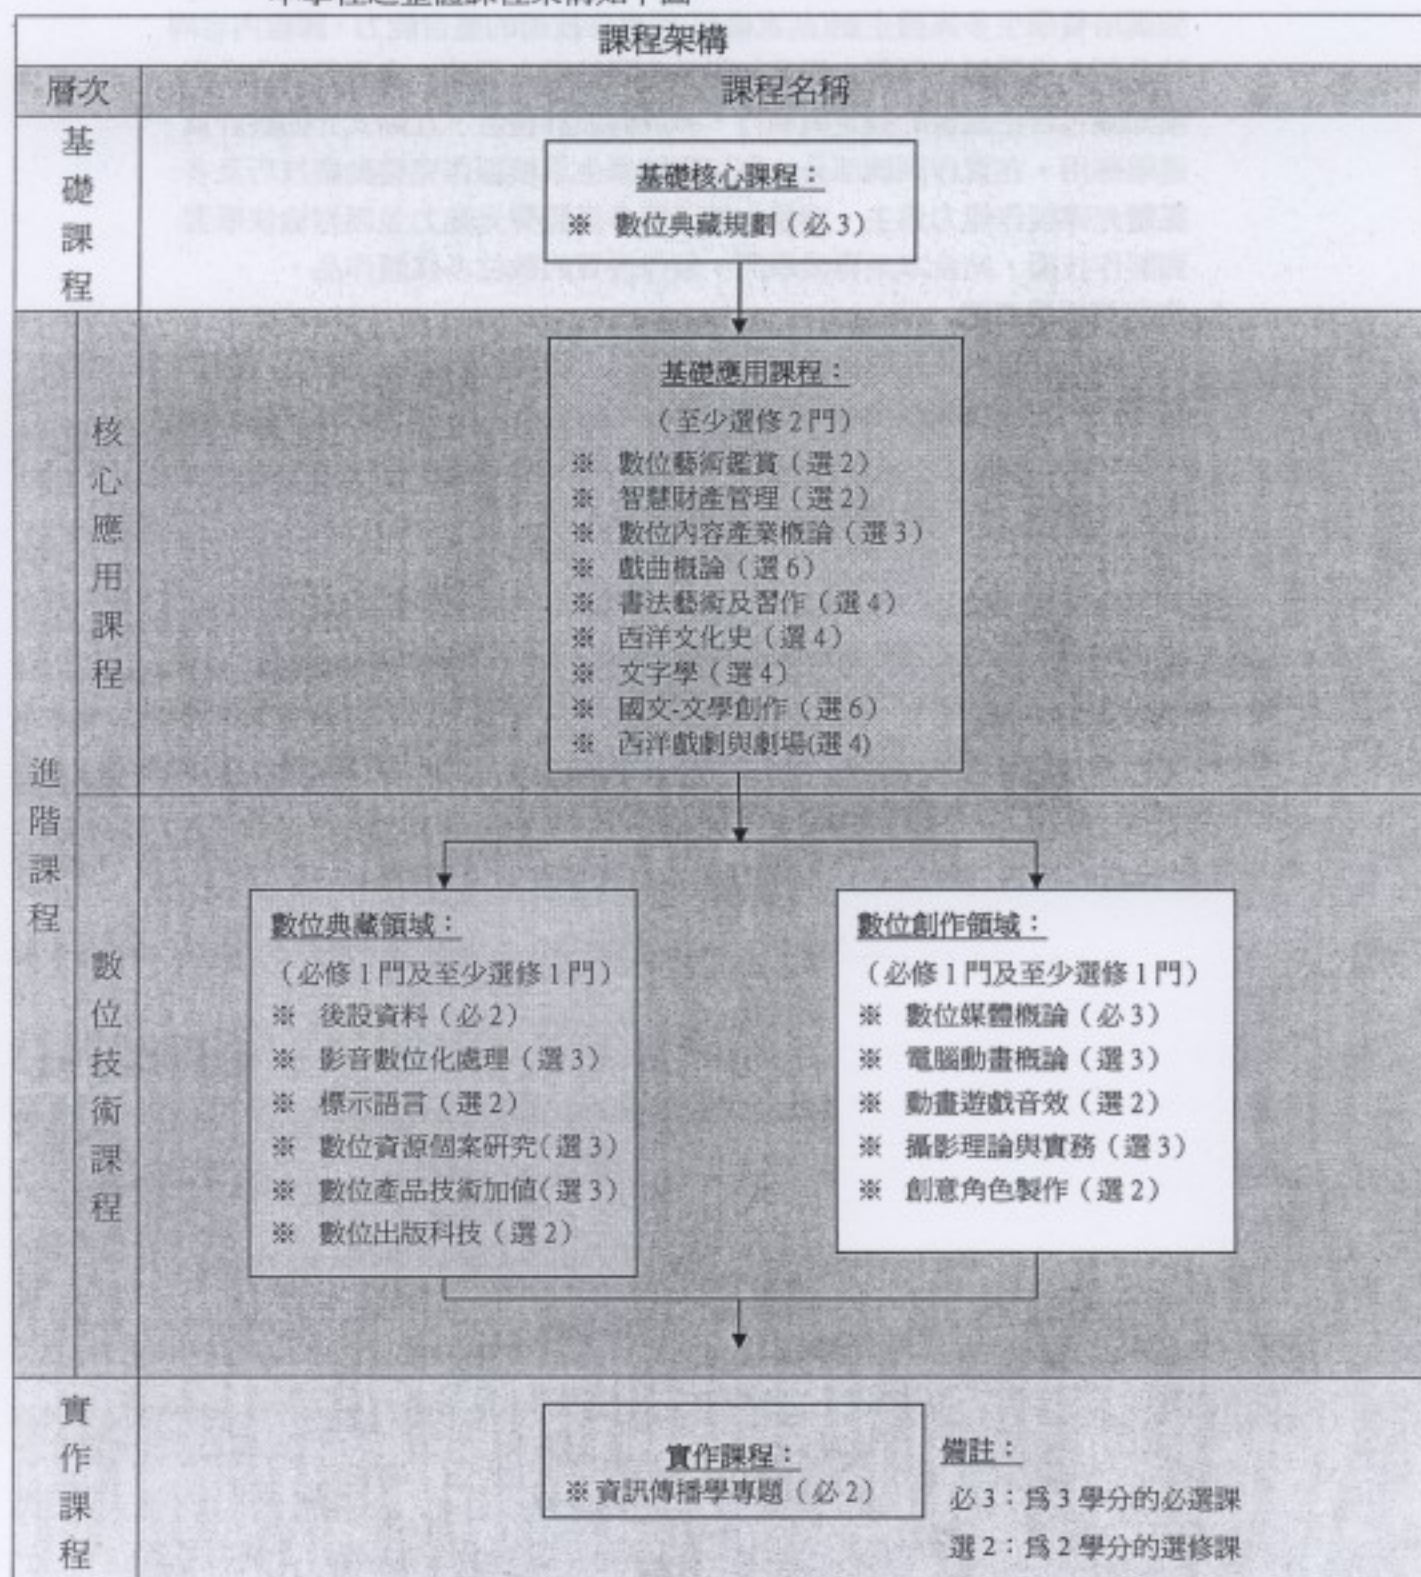 課程架構
層次
課程名稱
基礎課程
基礎核心課程：
※ 數位典藏規劃（必 3）
進階課程
核心應用課程
基礎應用課程：
（至少選修 2 門）
※ 數位藝術鑑賞（選 2）
※ 智慧財產管理（選 2）
※ 數位內容產業概論（選 3）
※ 戲曲概論（選 6）
※ 書法藝術及習作（選 4）
※ 西洋文化史（選 4）
※ 文字學（選 4）
※ 國文-文學創作（選 6）
※ 西洋戲劇與劇場(選 4)
數位技術課程
數位典藏領域：
（必修 1 門及至少選修 1 門）
※ 後設資料（必 2）
※ 影音數位化處理（選 3）
※ 標示語言（選 2）
※ 數位資源個案研究（選 3）
※ 數位產品技術加值（選 3）
※ 數位出版科技（選 2）
數位創作領域：
（必修 1 門及至少選修 1 門）
※ 數位媒體概論（必 3）
※ 電腦動畫概論（選 3）
※ 動畫遊戲音效（選 2）
※ 攝影理論與實務（選 3）
※ 創意角色製作（選 2）
實作課程
實作課程：
※ 資訊傳播學專題（必 2）
備註：
必 3：爲 3 學分的必選課
選 2：爲 2 學分的選修課